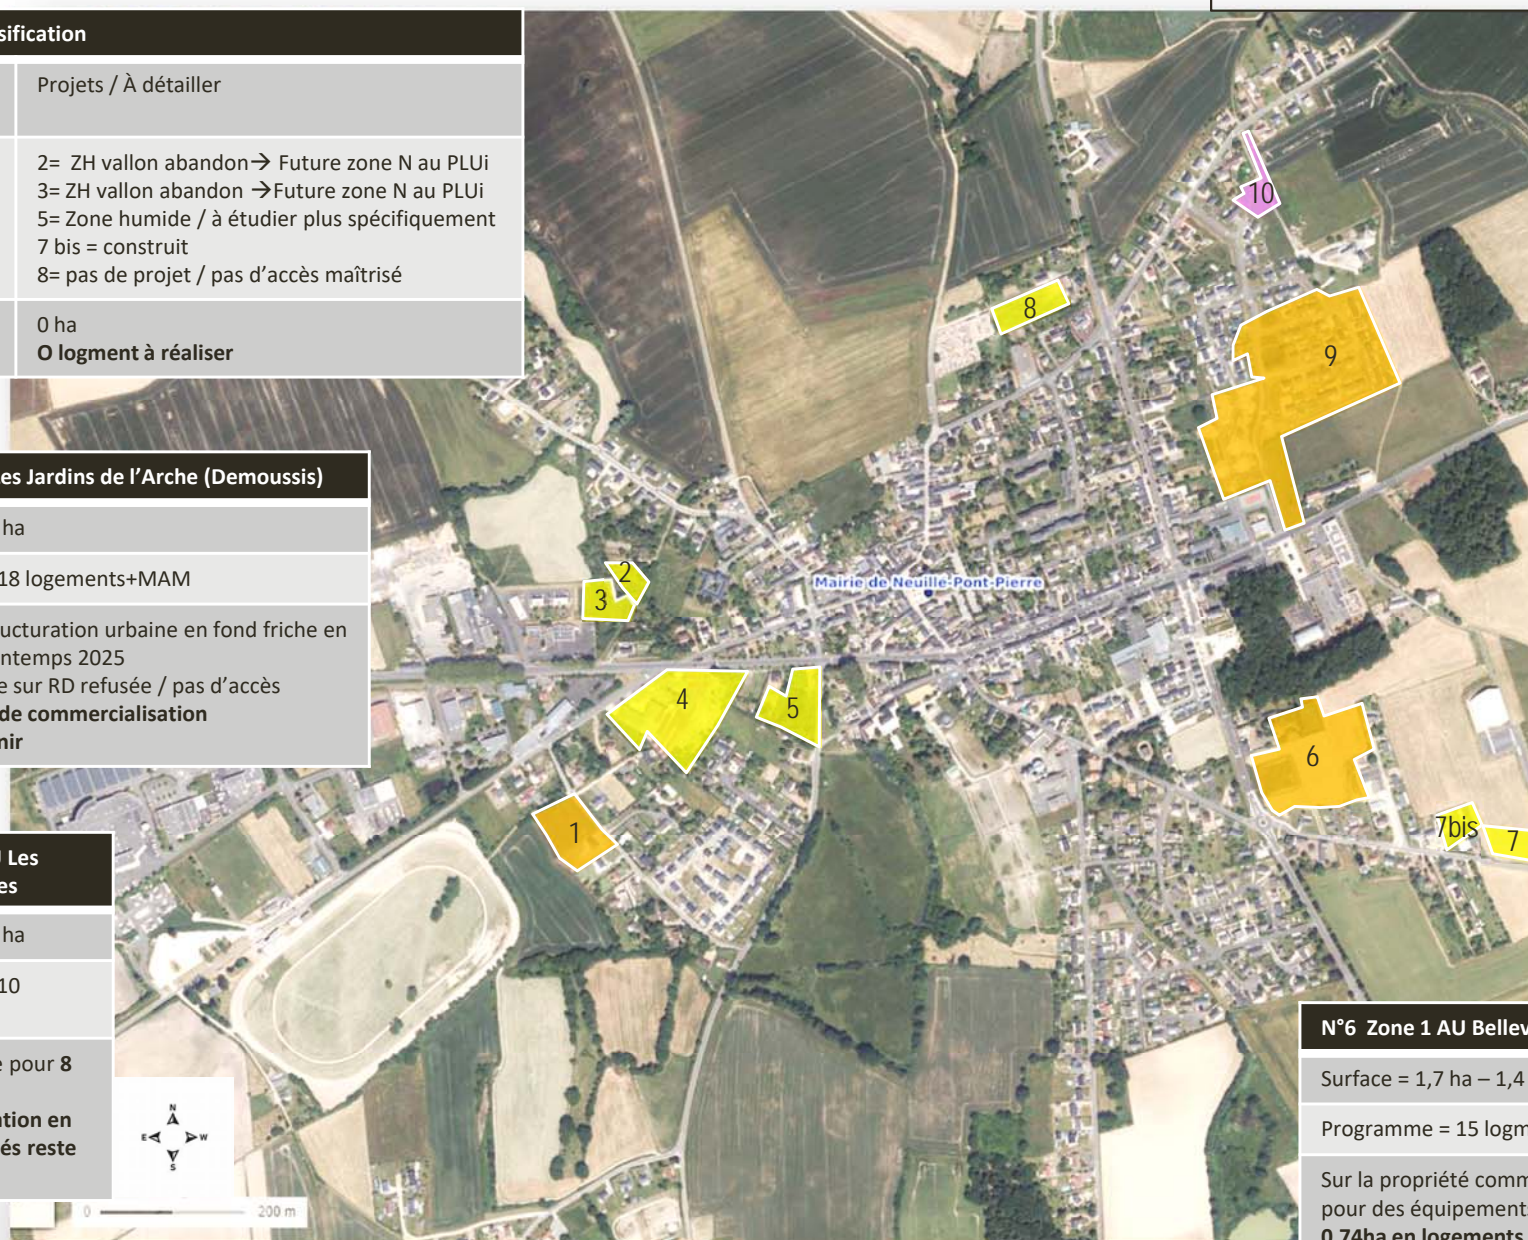 sification
Projets / À détailler
2= ZH vallon abandon→ Future zone N au PLUi
3= ZH vallon abandon →Future zone N au PLUi
5= Zone humide / à étudier plus spécifiquement
7 bis = construit
8= pas de projet / pas d’accès maîtrisé
0 ha
O logment à réaliser
10
8
9
es Jardins de l’Arche (Demoussis)
ha
18 logements+MAM
ucturation urbaine en fond friche en
ntemps 2025
e sur RD refusée / pas d’accès
de commercialisation
nir
2
3
Mairie de Neuillé-Pont-Pierre
4
5
6
1
7bis
7
Les
es
ha
10
e pour 8
ation en
és reste
N
E W
S
0 200 m
N°6 Zone 1 AU Bellev
Surface = 1,7 ha – 1,4
Programme = 15 logm
Sur la propriété comm
pour des équipements
0,74ha en logements